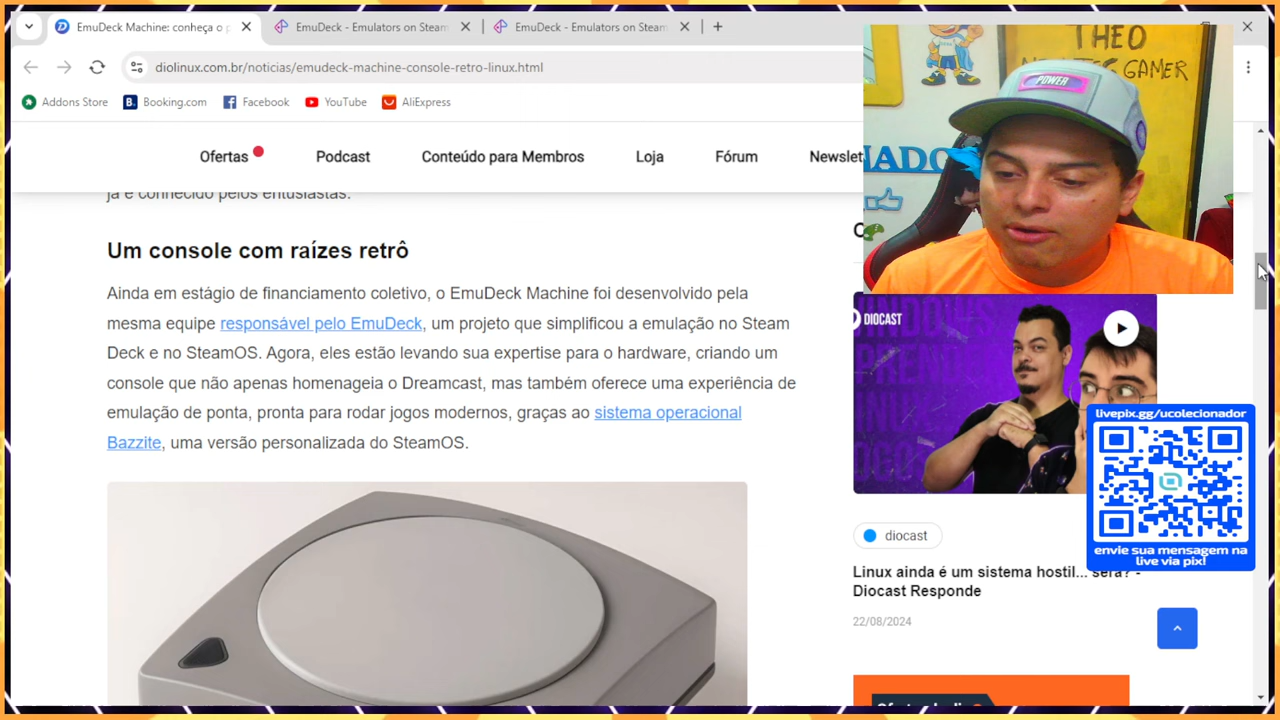 EmuDeck Machine: conheça o p
EmuDeck - Emulators on Steam
EmuDeck - Emulators on Steam
diolinux.com.br/noticias/emudeck-machine-console-retro-linux.html
Addons Store
Booking.com
Facebook
YouTube
AliExpress
THEO
GAMER
POWER
Ofertas
Podcast
Conteúdo para Membros
Loja
Fórum
Newslet
já é conhecido pelos entusiastas.
Um console com raízes retrô
Ainda em estágio de financiamento coletivo, o EmuDeck Machine foi desenvolvido pela
mesma equipe responsável pelo EmuDeck, um projeto que simplificou a emulação no Steam
Deck e no SteamOS. Agora, eles estão levando sua expertise para o hardware, criando um
console que não apenas homenageia o Dreamcast, mas também oferece uma experiência de
emulação de ponta, pronta para rodar jogos modernos, graças ao sistema operacional
Bazzite, uma versão personalizada do SteamOS.
DIOCAST
livepix.gg/ucolecionador
envie sua mensagem na
live via pix!
diocast
Linux ainda é um sistema hostil... será? -
Diocast Responde
22/08/2024